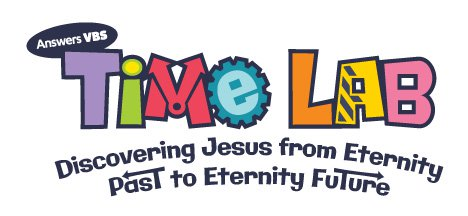 Answers VBS
TiMe LAB
Discovering Jesus from Eternity
PasT to Eternity FuTure